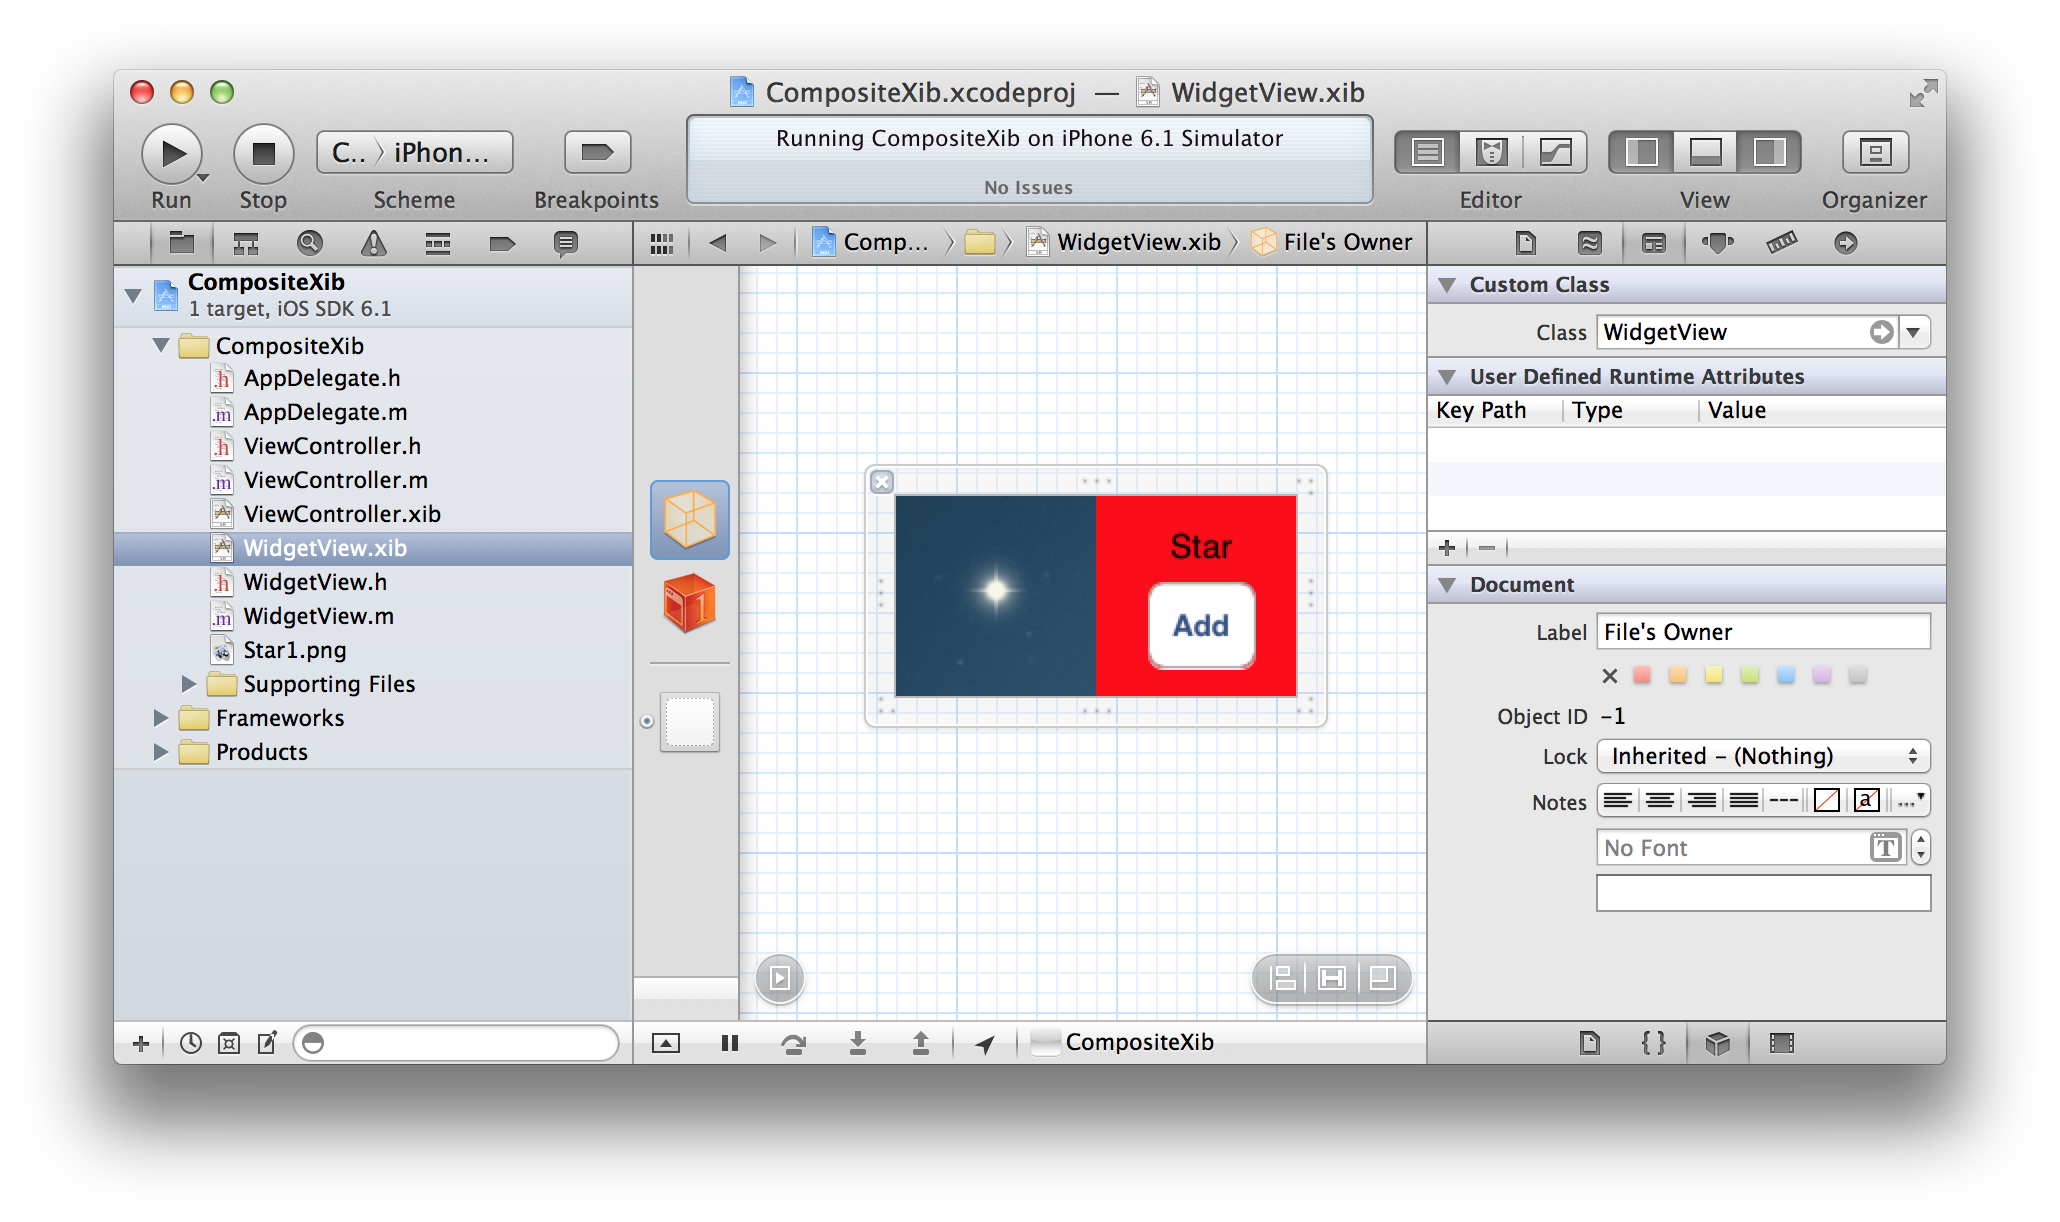 CompositeXib.xcodeproj — WidgetView.xib
Run
Stop
C.. iPhon...
Scheme
Breakpoints
Running CompositeXib on iPhone 6.1 Simulator
No Issues
Editor
View
Organizer
Comp... WidgetView.xib File's Owner
CompositeXib
1 target, iOS SDK 6.1
CompositeXib
AppDelegate.h
AppDelegate.m
ViewController.h
ViewController.m
ViewController.xib
WidgetView.xib
WidgetView.h
WidgetView.m
Star1.png
Supporting Files
Frameworks
Products
Star
Add
Custom Class
Class WidgetView
User Defined Runtime Attributes
Key Path Type Value
Document
Label File's Owner
Object ID -1
Lock Inherited - (Nothing)
Notes
No Font
CompositeXib